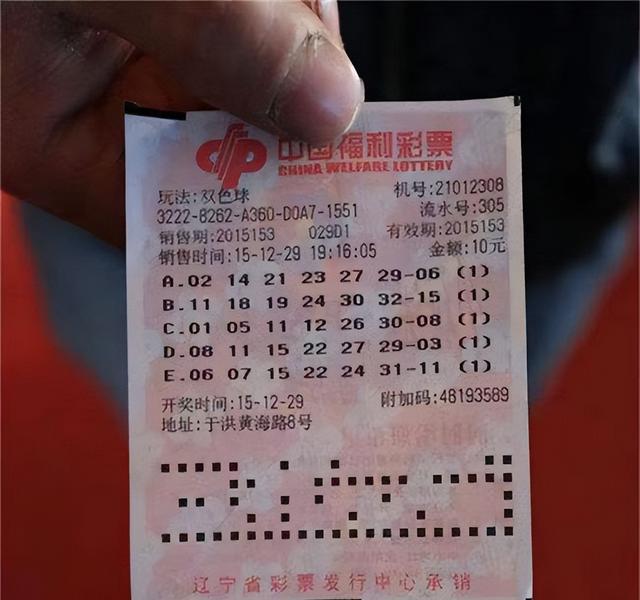 中国福利彩票
CHINA WELFARE LOTTERY
玩法:双色球 机号:21012308
3222-8262-A360-D0A7-1551 流水号:305
销售期:2015153 029D1 有效期:2015153
销售时间:15-12-29 19:16:05 金额:10元
A.02 14 21 23 27 29-06 (1)
B.11 18 19 24 30 32-15 (1)
C.01 05 11 12 26 30-08 (1)
D.08 11 15 22 27 29-03 (1)
E.06 07 15 22 24 31-11 (1)
开奖时间:15-12-29 附加码:48193589
地址:于洪黄海路8号
辽宁省彩票发行中心承销